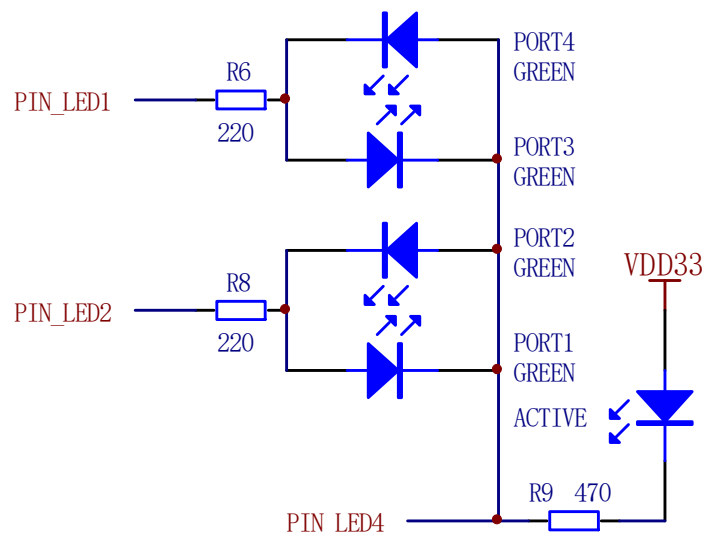 PORT4
GREEN
R6
PIN_LED1
220
PORT3
GREEN
PORT2
GREEN
VDD33
R8
PIN_LED2
220
PORT1
GREEN
ACTIVE
R9 470
PIN LED4